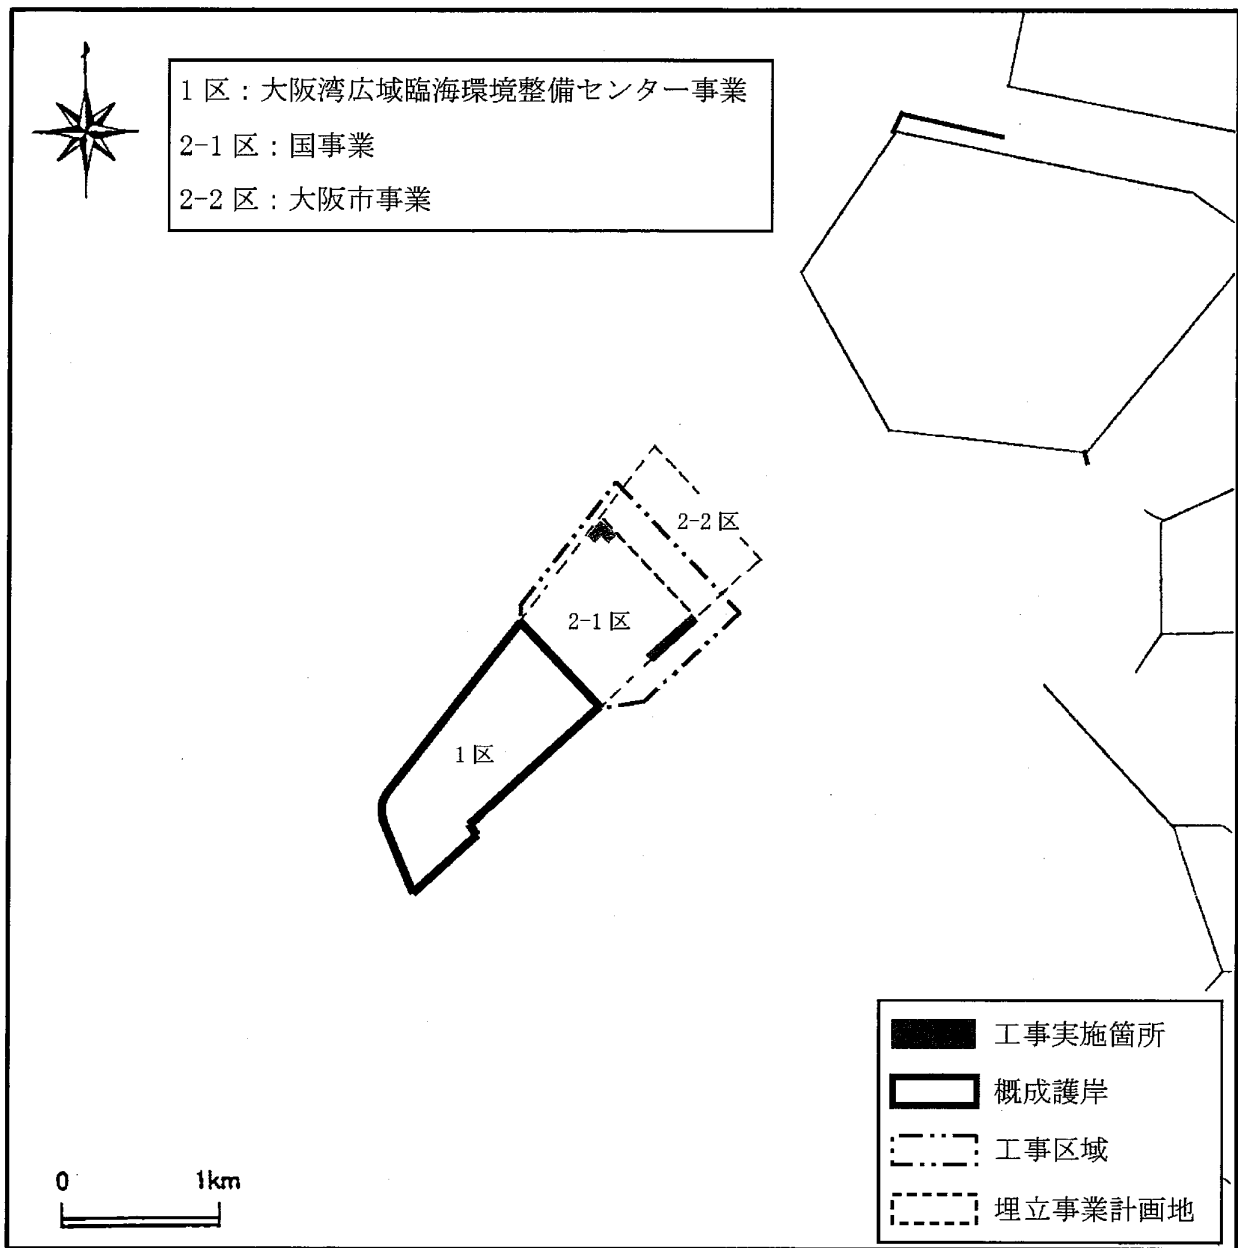 1区：大阪湾広域臨海環境整備センター事業
2-1区：国事業
2-2区：大阪市事業
2-2区
2-1区
1区
工事実施箇所
概成護岸
工事区域
埋立事業計画地
0 1km